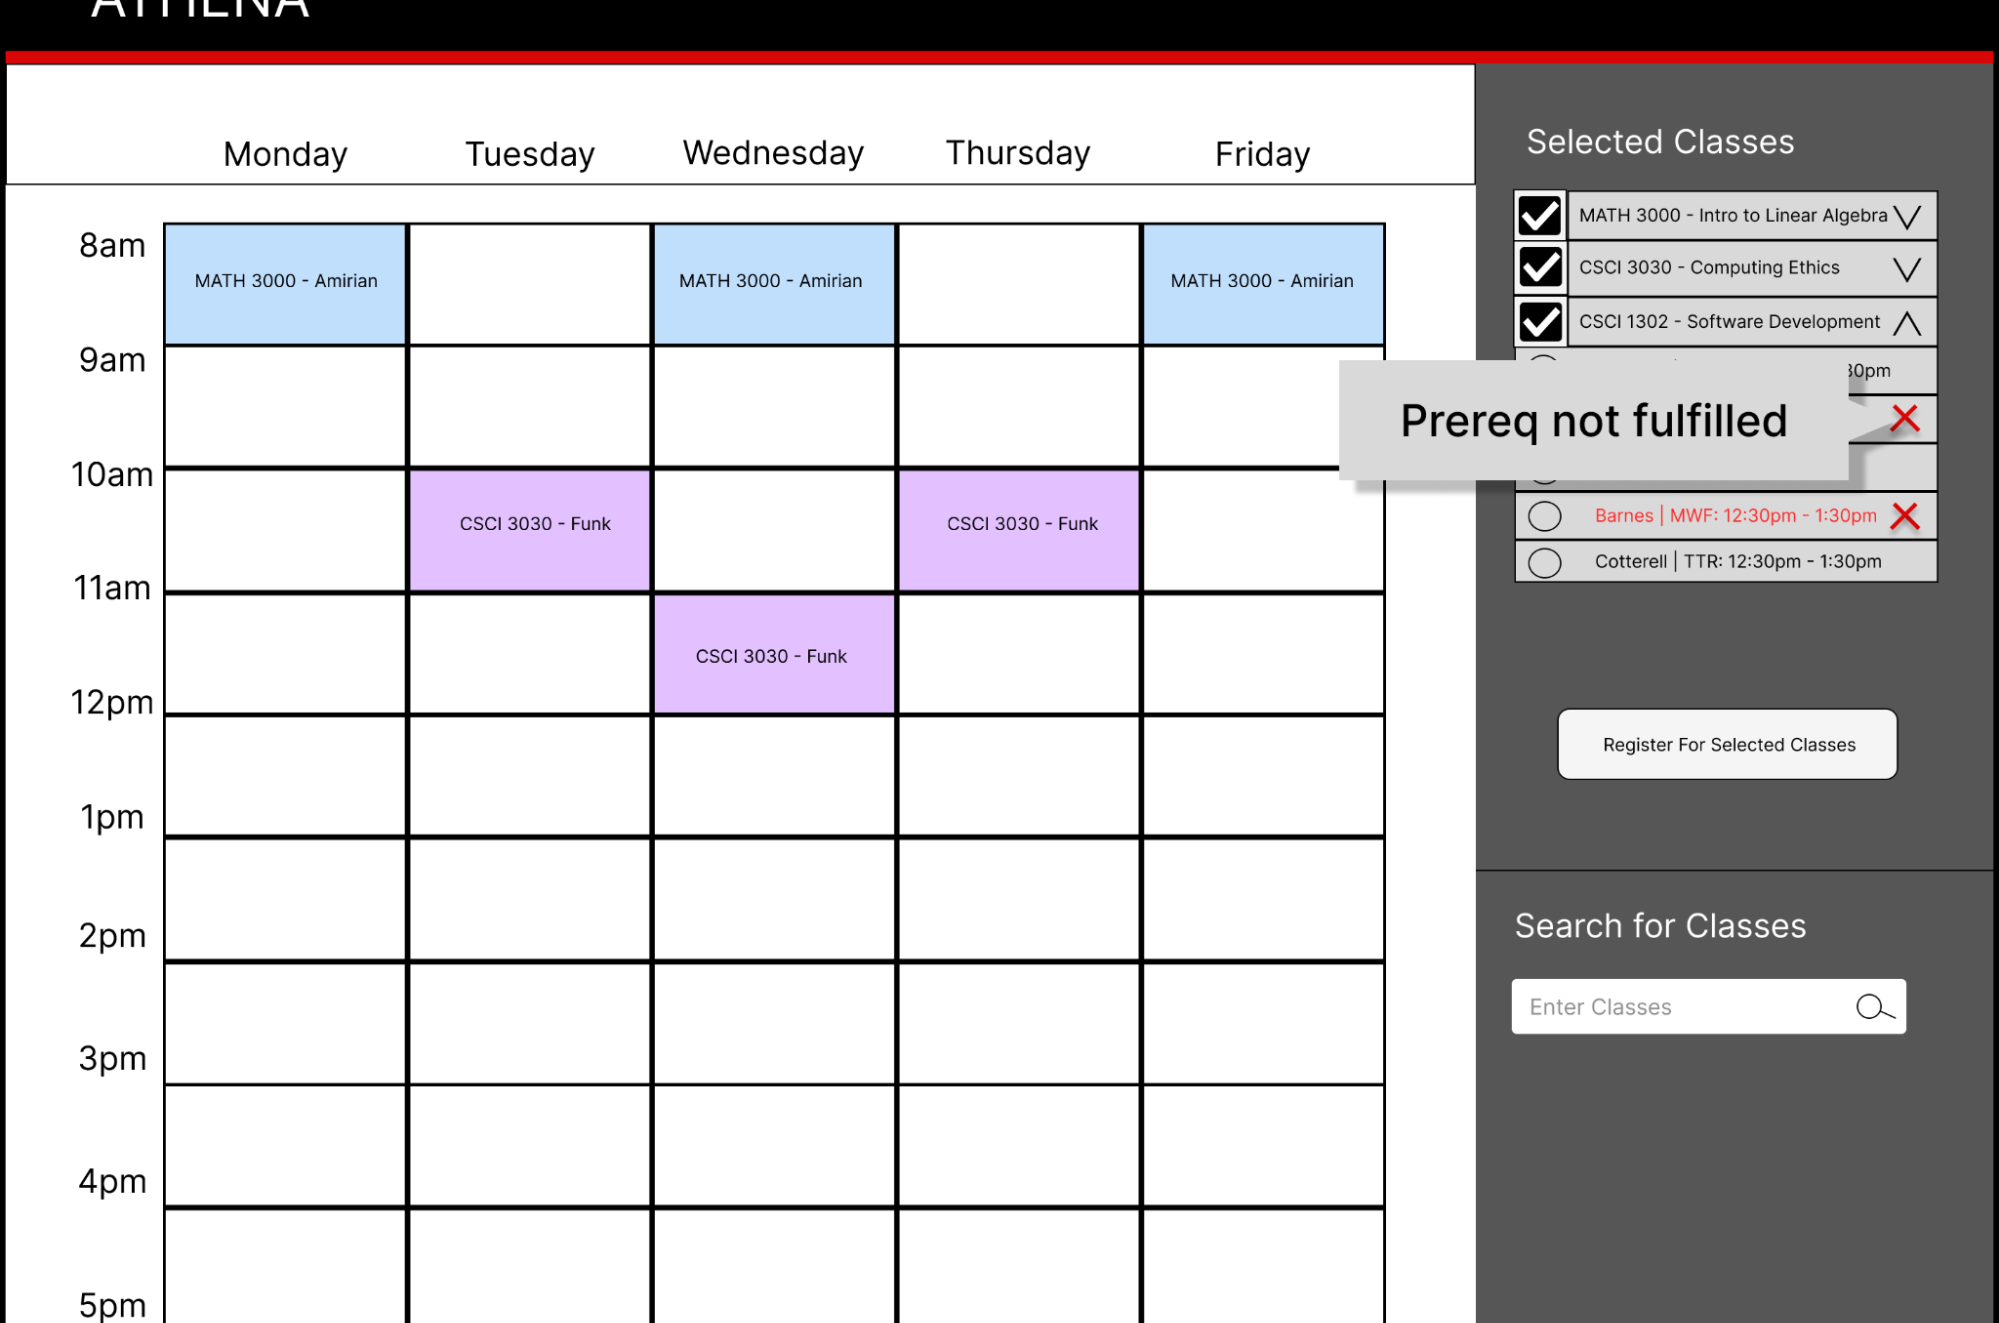 ATHENA
Monday Tuesday Wednesday Thursday Friday
Selected Classes
MATH 3000 - Intro to Linear Algebra
CSCI 3030 - Computing Ethics
CSCI 1302 - Software Development
30pm
Prereq not fulfilled
Barnes | MWF: 12:30pm - 1:30pm
Cotterell | TTR: 12:30pm - 1:30pm
Register For Selected Classes
Search for Classes
Enter Classes
8am
MATH 3000 - Amirian MATH 3000 - Amirian MATH 3000 - Amirian
9am
10am
CSCI 3030 - Funk CSCI 3030 - Funk
11am
CSCI 3030 - Funk
12pm
1pm
2pm
3pm
4pm
5pm